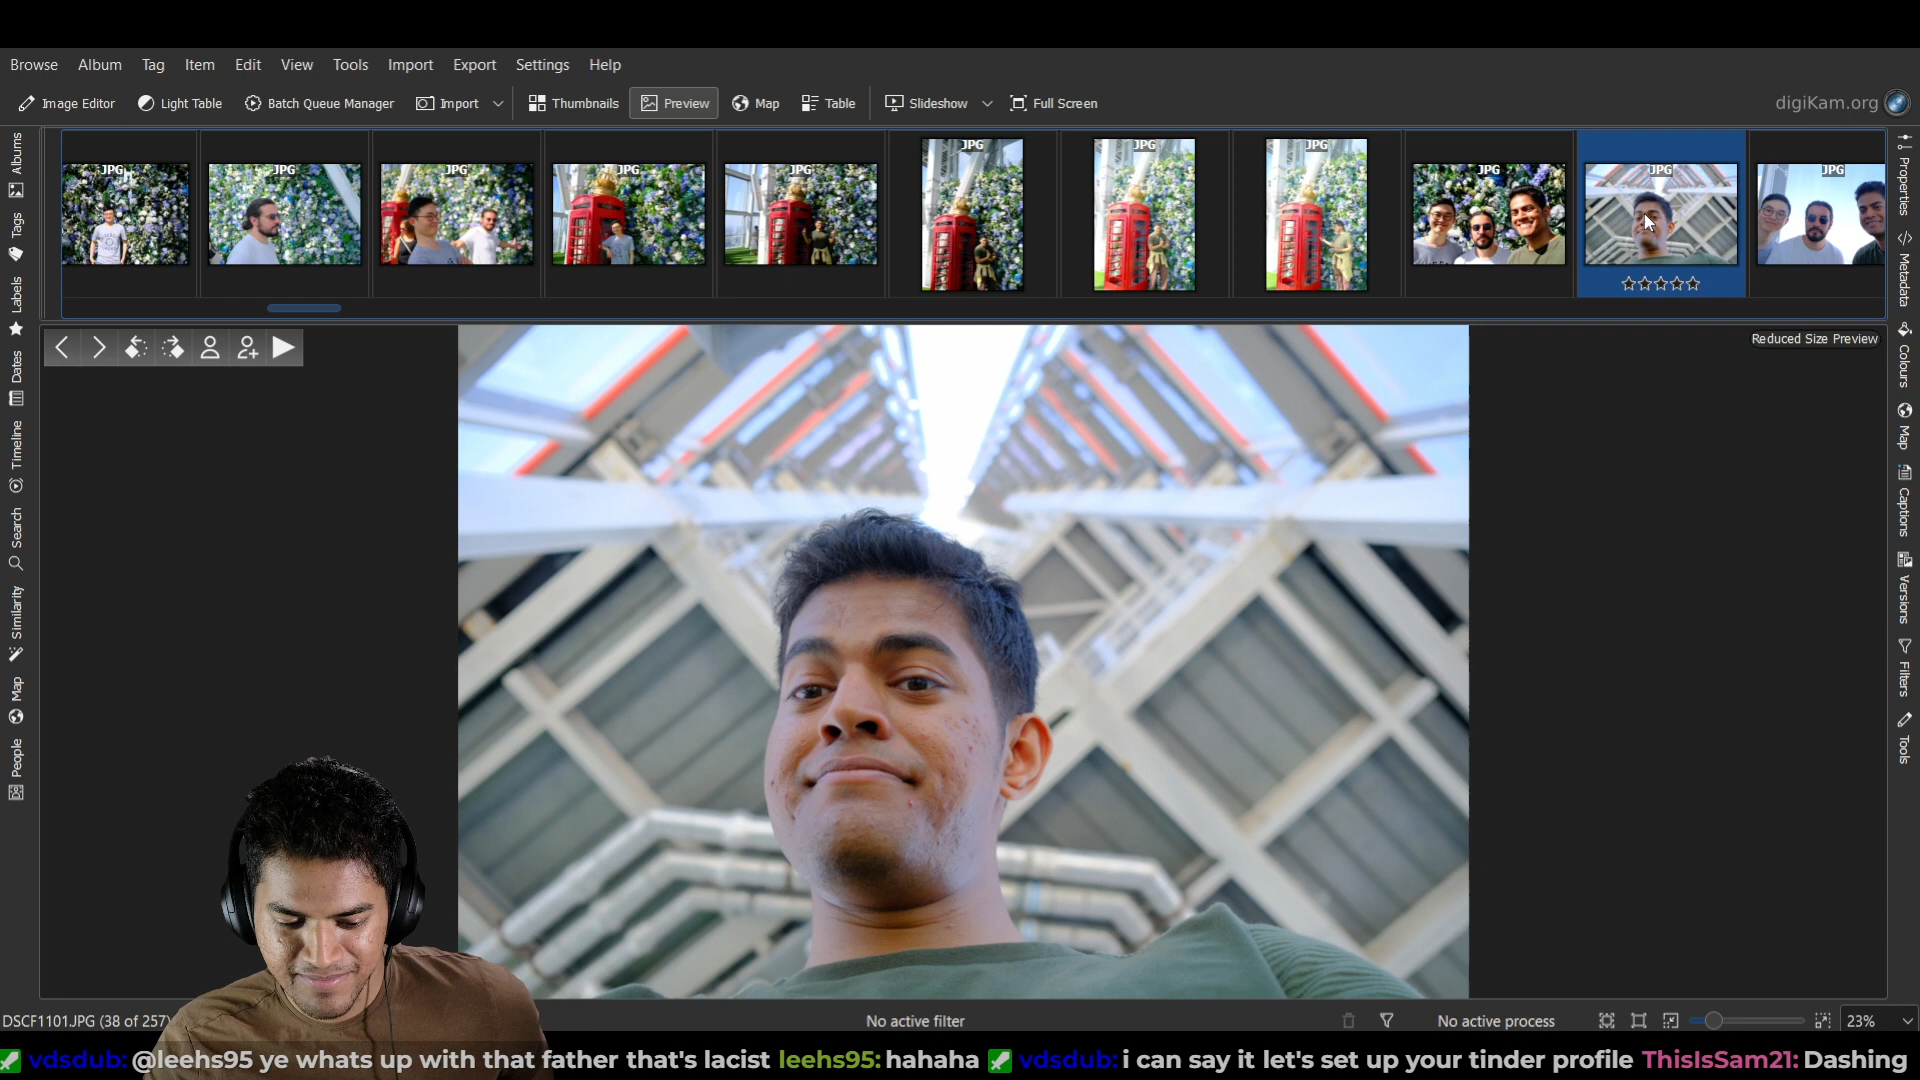 Browse Album Tag Item Edit View Tools Import Export Settings Help
Image Editor Light Table Batch Queue Manager Import Thumbnails Preview Map Table Slideshow Full Screen digiKam.org
JPG JPG JPG JPG JPG JPG JPG JPG JPG JPG JPG
Albums
Tags
Labels
Dates
Timeline
Search
Similarity
Map
People
Properties
Metadata
Colours
Map
Captions
Versions
Filters
Tools
Reduced Size Preview
DSCF1101.JPG (38 of 257) No active filter No active process 23%
vdsdub: @leehs95 ye whats up with that father that's lacist leehs95: hahaha vdsdub: i can say it let's set up your tinder profile ThisIsSam21: Dashing